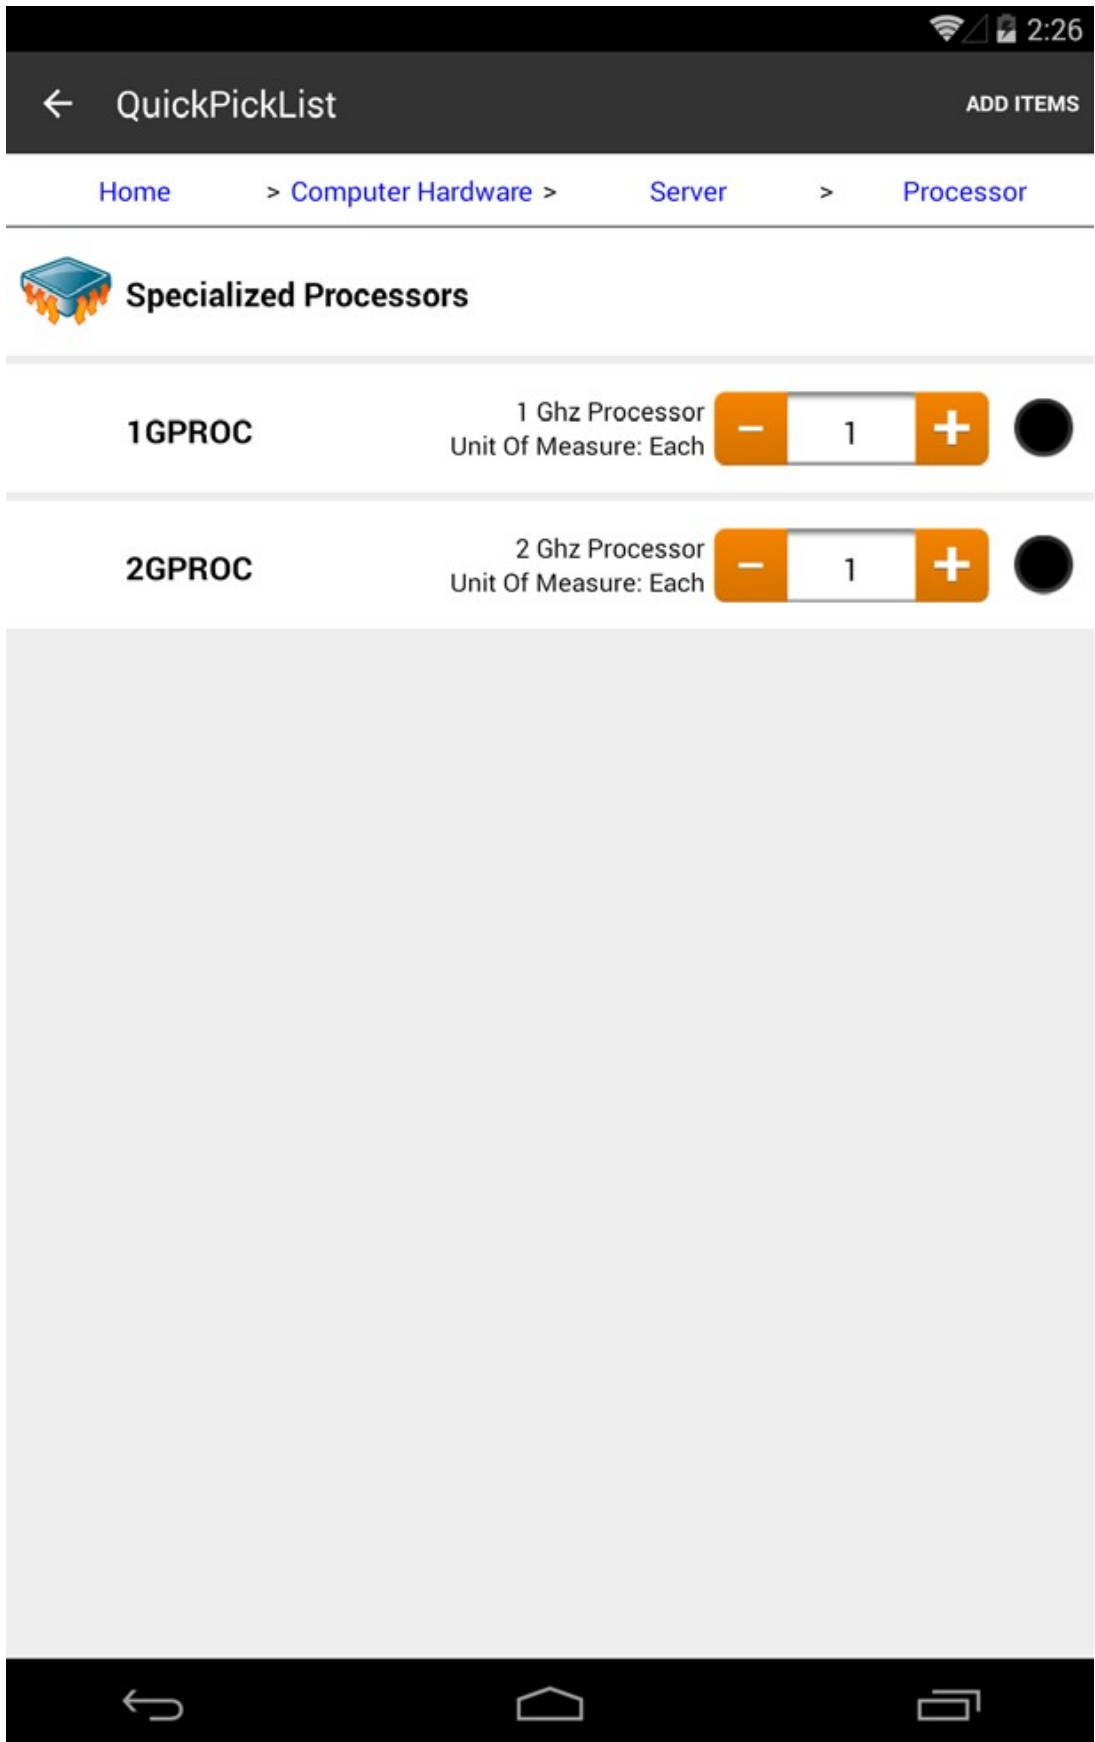 2:26
QuickPickList ADD ITEMS
Home > Computer Hardware > Server > Processor
Specialized Processors
1GPROC
1 Ghz Processor
Unit Of Measure: Each
1
2GPROC
2 Ghz Processor
Unit Of Measure: Each
1